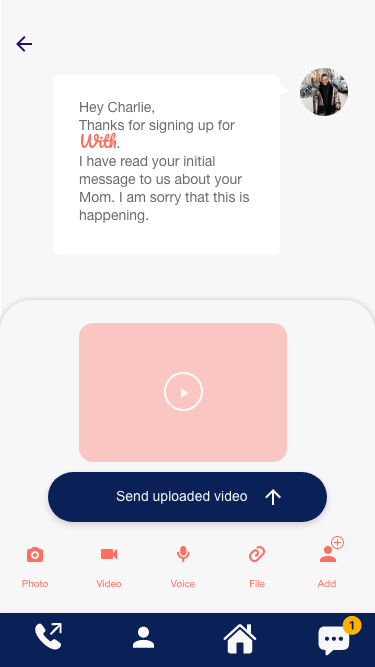 Hey Charlie,
Thanks for signing up for
With.
I have read your initial
message to us about your
Mom. I am sorry that this is
happening.
Send uploaded video
Photo
Video
Voice
File
Add
1